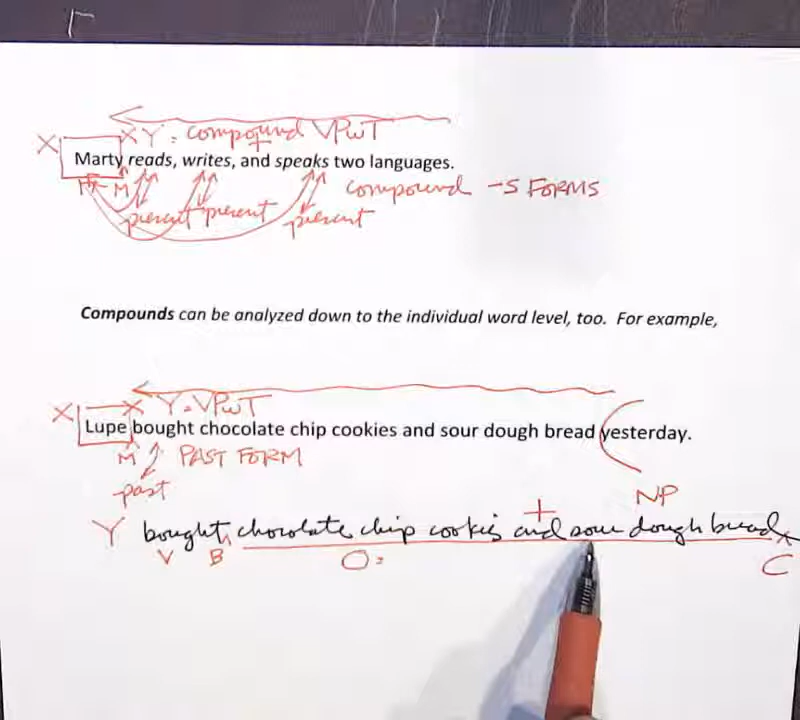 X X Y = compound VPwT
+
Marty reads, writes, and speaks two languages.
M compound -S FORMS
present present present
Compounds can be analyzed down to the individual word level, too. For example,
X X Y = VPwT
Lupe bought chocolate chip cookies and sour dough bread yesterday.
M PAST FORM
past
+ NP
Y bought chocolate chip cookies and sour dough bread
V B O = C